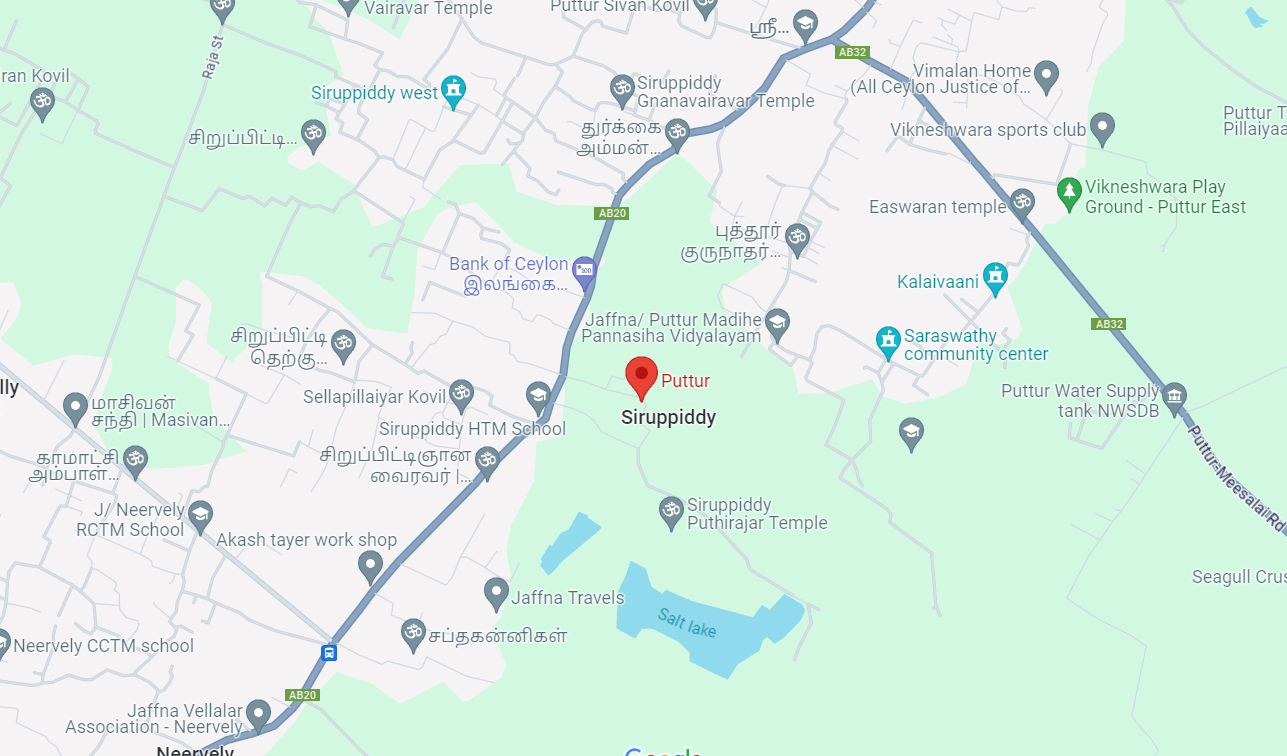 Vairavar Temple
Puttur Sivan Kovil
ஸ்ரீ...
AB32
Raja St
ran Kovil
Siruppiddy west
Siruppiddy
Gnanavairavar Temple
Vimalan Home
(All Ceylon Justice of...
Puttur T
Pillaiyaa
சிறுப்பிட்டி...
துர்க்கை
அம்மன்...
Vikneshwara sports club
Vikneshwara Play
Ground - Puttur East
AB20
Easwaran temple
புத்தூர்
குருநாதர்...
Bank of Ceylon
இலங்கை...
Kalaivaani
Jaffna/ Puttur Madihe
Pannasiha Vidyalayam
AB32
சிறுப்பிட்டி
தெற்கு...
Saraswathy
community center
Puttur
lly
Sellapillaiyar Kovil
Puttur Water Supply
tank NWSDB
மாசிவன்
சந்தி | Masivan...
Siruppiddy
Siruppiddy HTM School
காமாட்சி
அம்பாள்...
சிறுப்பிட்டிஞான
வைரவர் |...
Puttur-Meesalai Rd
J/ Neervely
RCTM School
Siruppiddy
Puthirajar Temple
Akash tayer work shop
Seagull Crus
Jaffna Travels
Salt lake
சப்தகன்னிகள்
Neervely CCTM school
AB20
Jaffna Vellalar
Association - Neervely
Neervely
Google